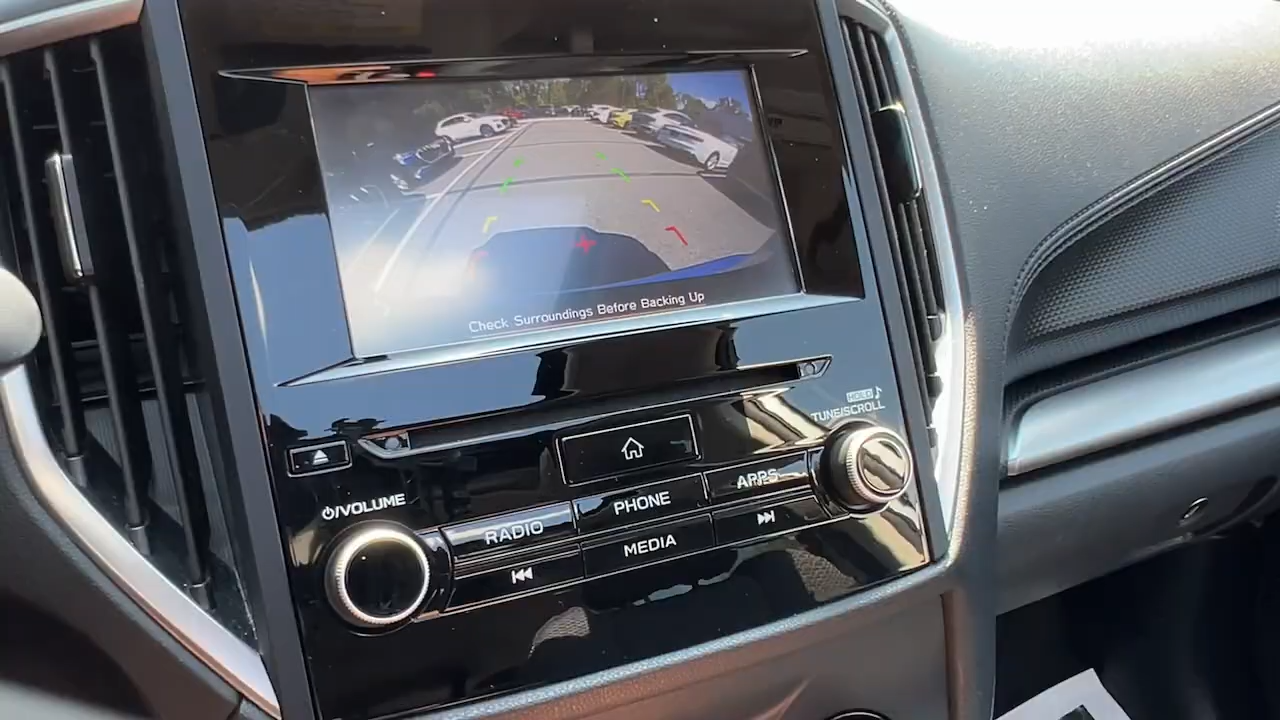 Check Surroundings Before Backing Up
HOLD
TUNE/SCROLL
APPS
PHONE
RADIO
MEDIA
/VOLUME